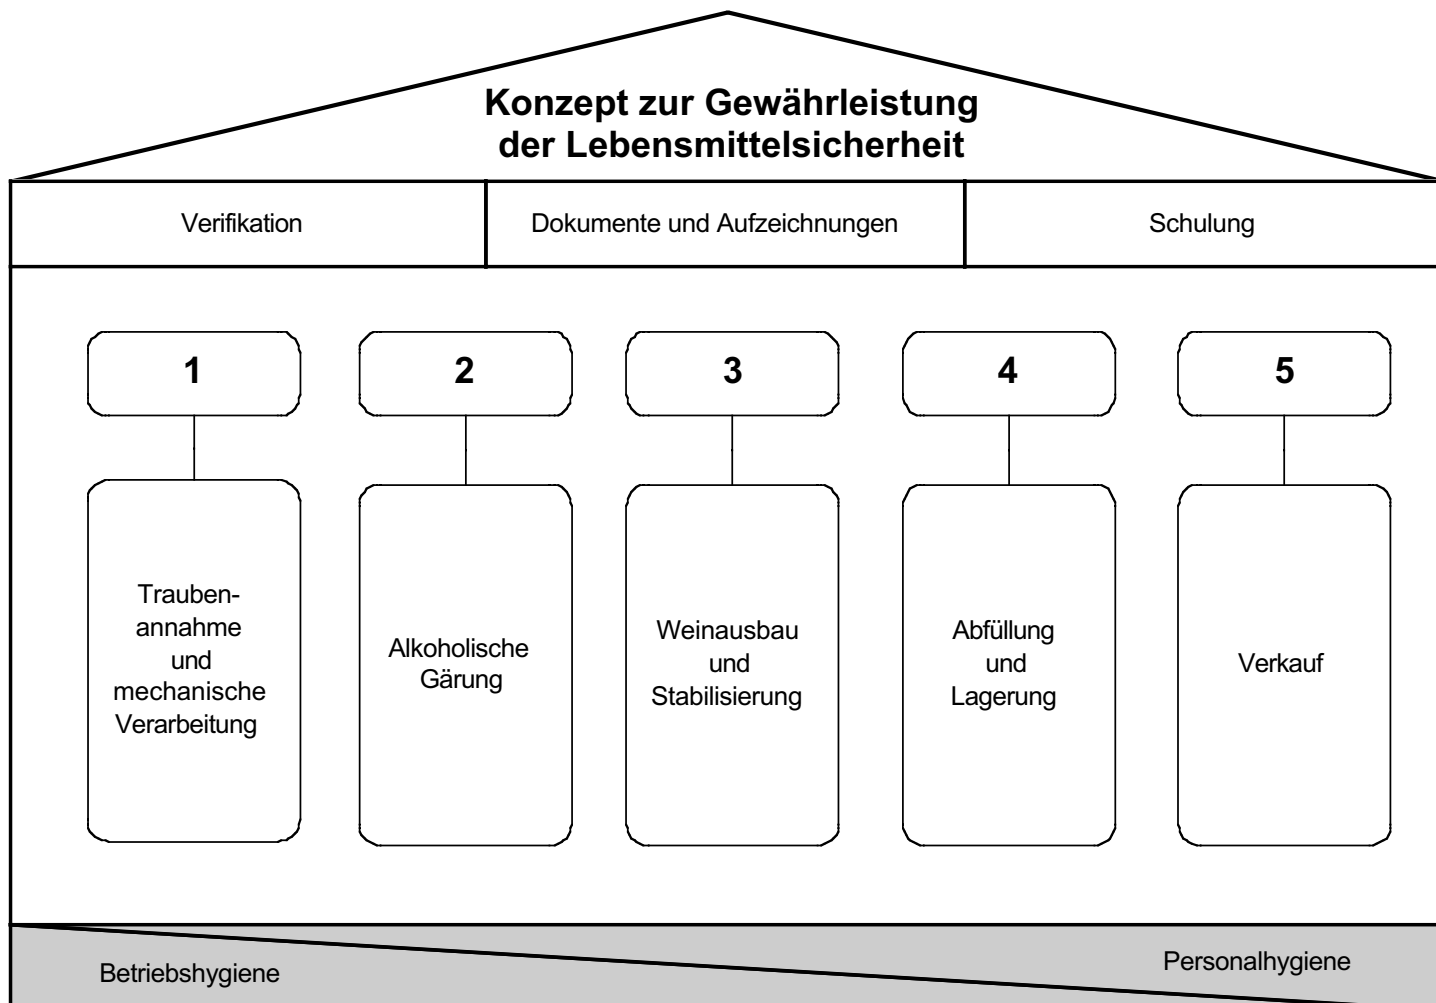 Konzept zur Gewährleistung
der Lebensmittelsicherheit
Verifikation
Dokumente und Aufzeichnungen
Schulung
1
2
3
4
5
Trauben-
annahme
und
mechanische
Verarbeitung
Alkoholische
Gärung
Weinausbau
und
Stabilisierung
Abfüllung
und
Lagerung
Verkauf
Betriebshygiene
Personalhygiene